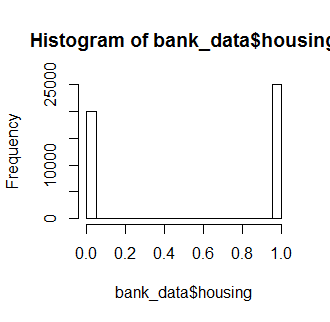 Histogram of bank_data$housing
Frequency
25000
10000
0
0.0 0.2 0.4 0.6 0.8 1.0
bank_data$housing